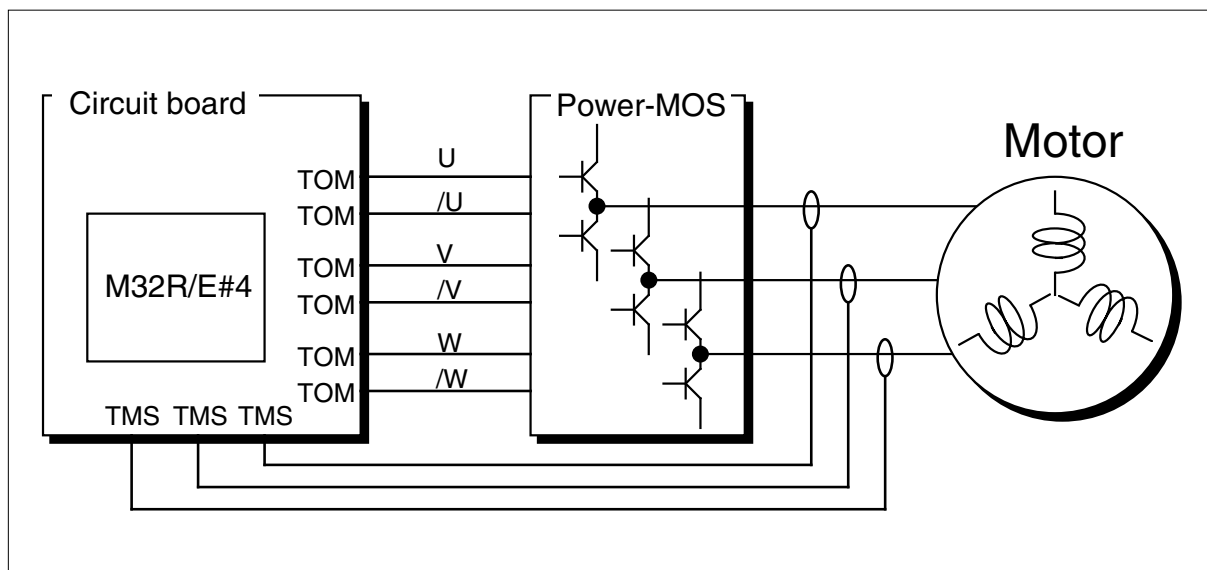 Circuit board
Power-MOS
Motor
TOM
U
TOM
/U
TOM
V
TOM
/V
TOM
W
TOM
/W
M32R/E#4
TMS TMS TMS